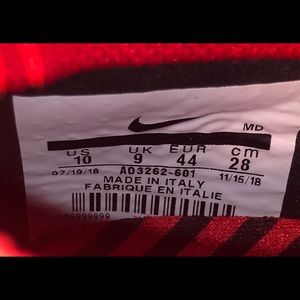 MD
US UK EUR cm
10 9 44 28
07/19/18 AD3262-601 11/15/18
MADE IN ITALY
FABRIQUE EN ITALIE